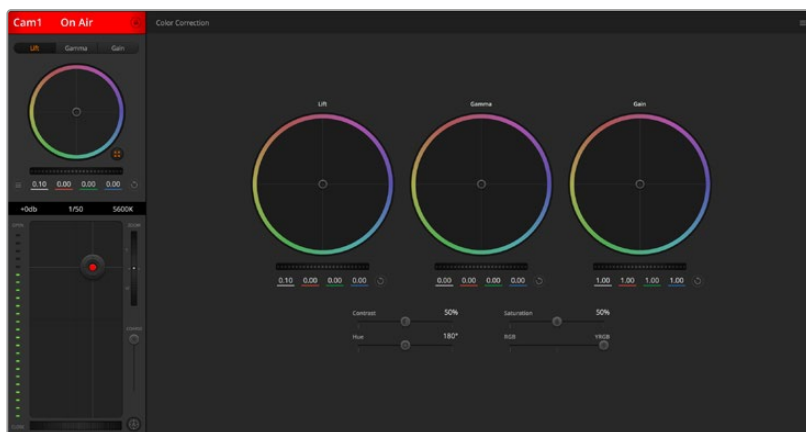 Cam1 On Air
Color Correction
Lift Gamma Gain
Lift Gamma Gain
0.10 0.00 0.00 0.00
+0db 1/50 5600K
0.10 0.00 0.00 0.00
0.00 0.00 0.00 0.00
1.00 1.00 1.00 1.00
Contrast 50%
Saturation 50%
Hue 180°
RGB YRGB
ZOOM